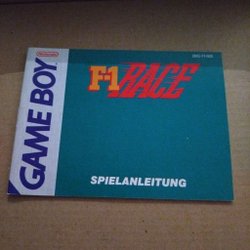 Nintendo
GAME BOY
F-1 RACE
SPIELANLEITUNG